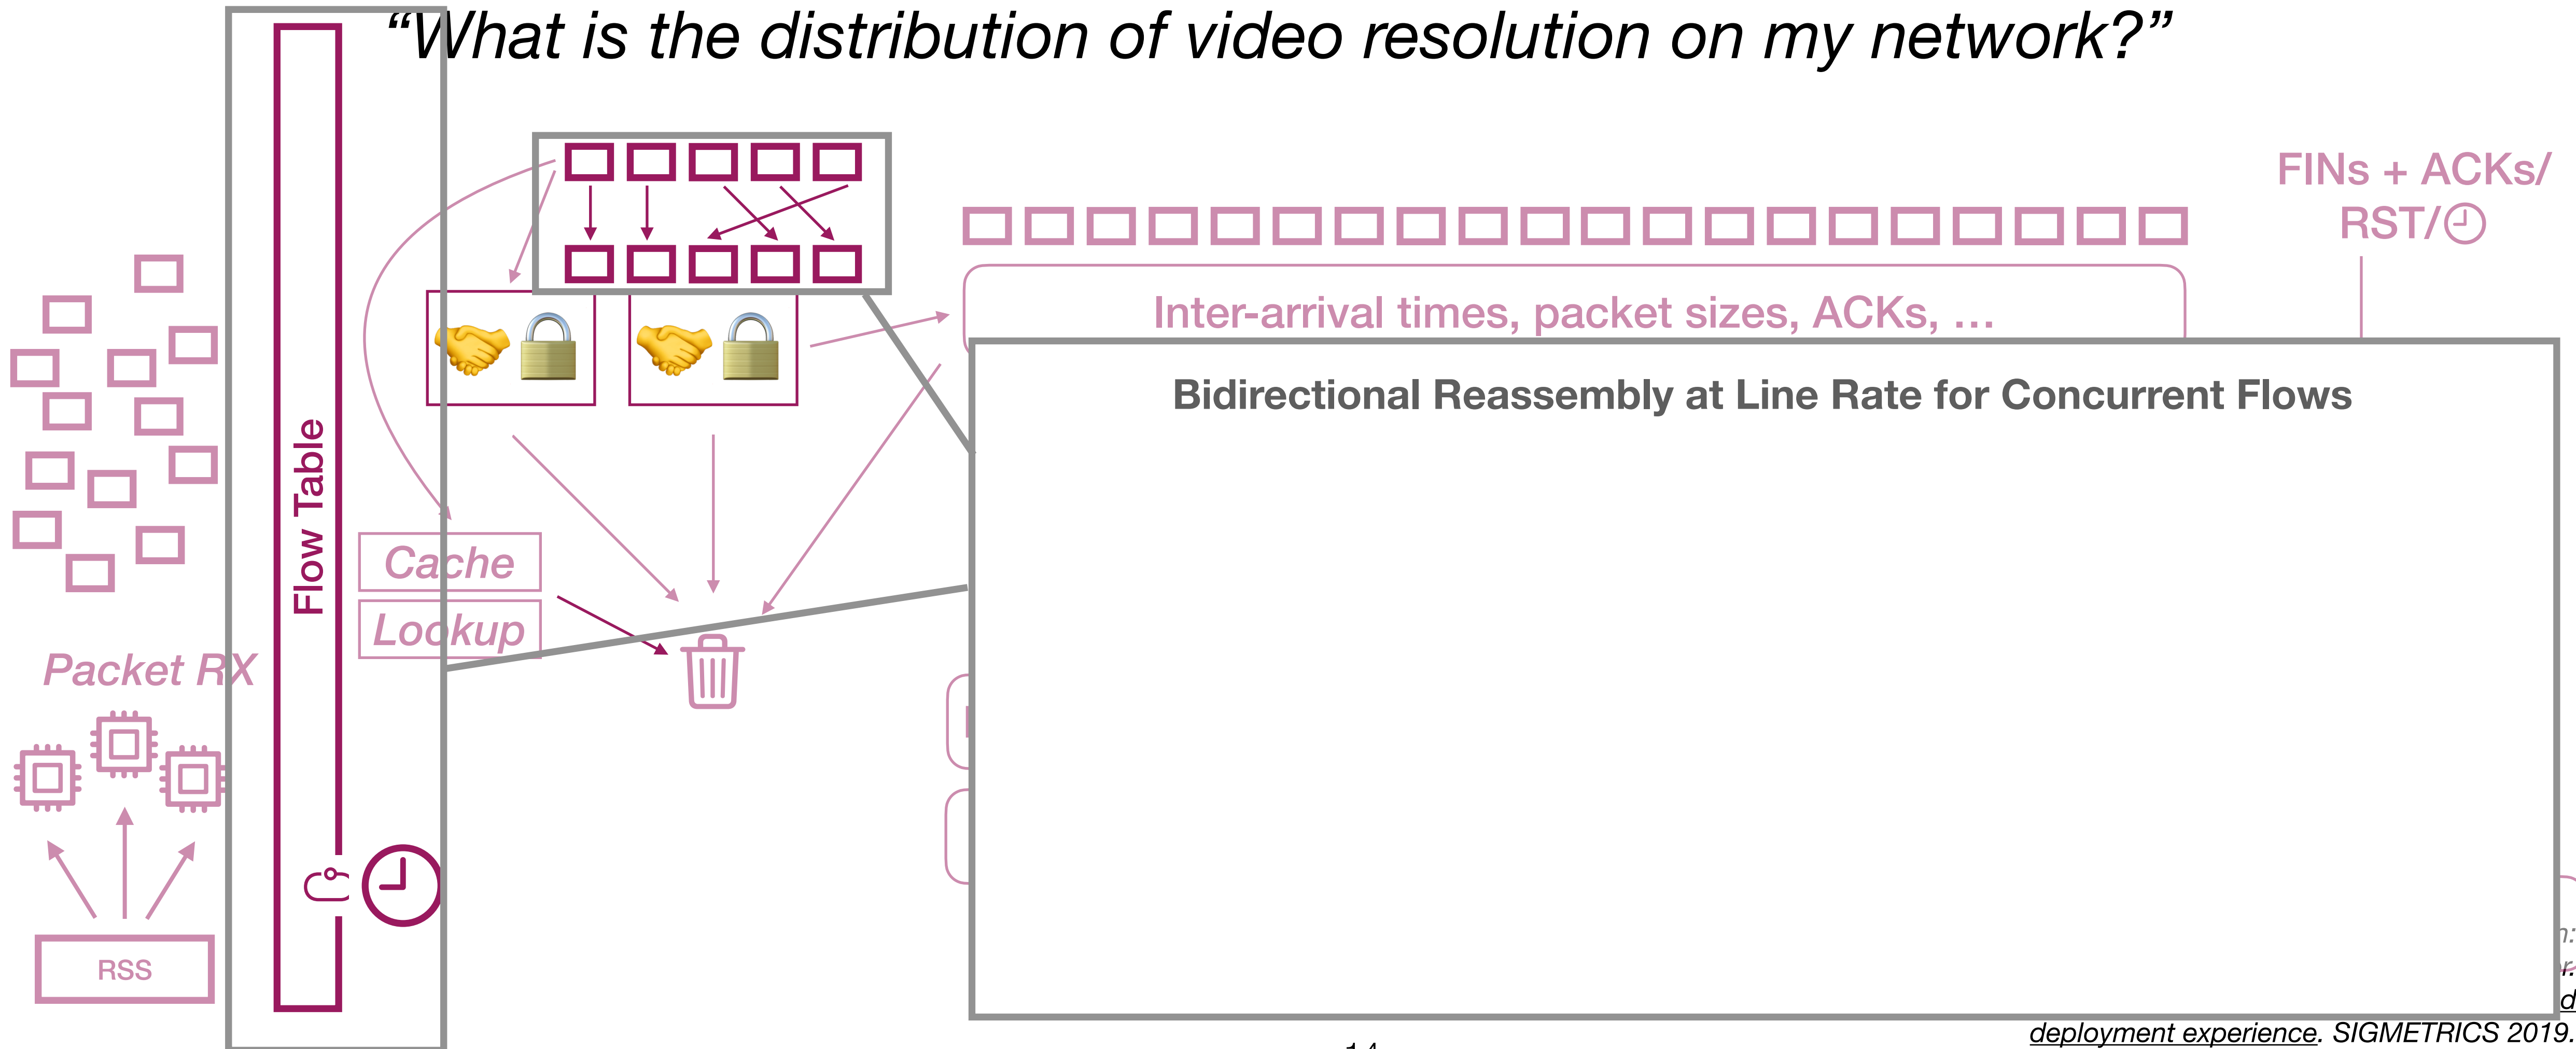 “What is the distribution of video resolution on my network?”
FINs + ACKs/
RST/
Inter-arrival times, packet sizes, ACKs, …
Bidirectional Reassembly at Line Rate for Concurrent Flows
Flow Table
Cache
Lookup
Packet RX
RSS
deployment experience. SIGMETRICS 2019.